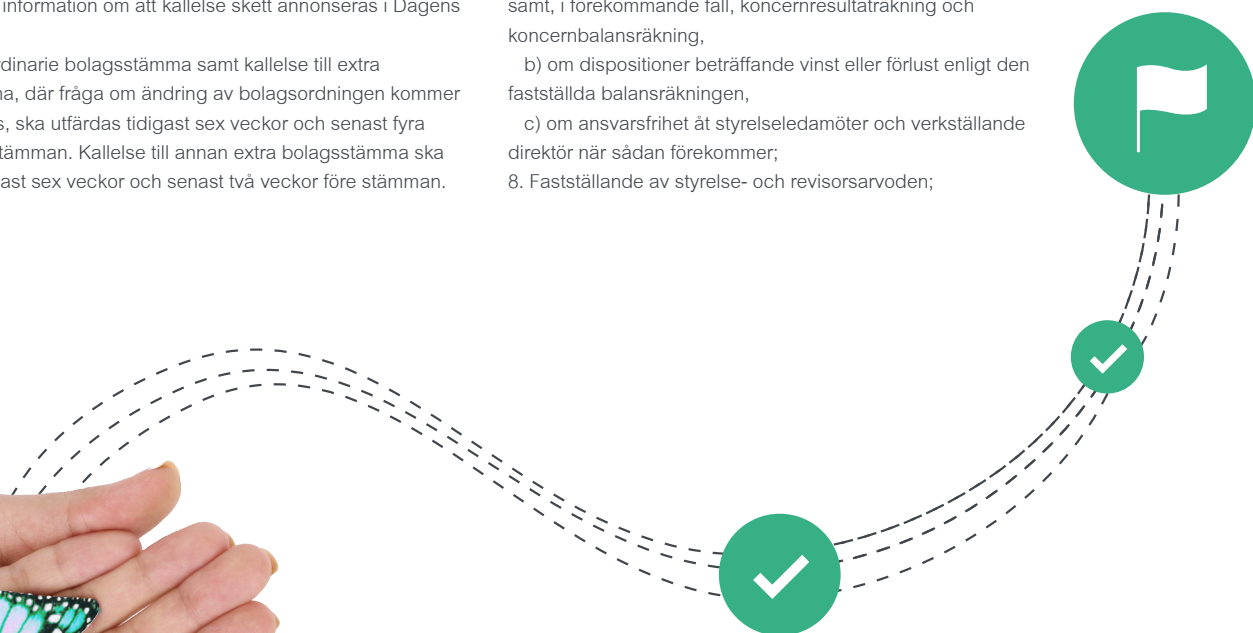 information om att kallelse skett annonseras i Dagens
rdinarie bolagsstämma samt kallelse till extra
na, där fråga om ändring av bolagsordningen kommer
s, ska utfärdas tidigast sex veckor och senast fyra
stämman. Kallelse till annan extra bolagsstämma ska
gast sex veckor och senast två veckor före stämman.
samt, i förekommande fall, koncernresultaträkning och
koncernbalansräkning,
b) om dispositioner beträffande vinst eller förlust enligt den
fastställda balansräkningen,
c) om ansvarsfrihet åt styrelseledamöter och verkställande
direktör när sådan förekommer;
8. Fastställande av styrelse- och revisorsarvoden;